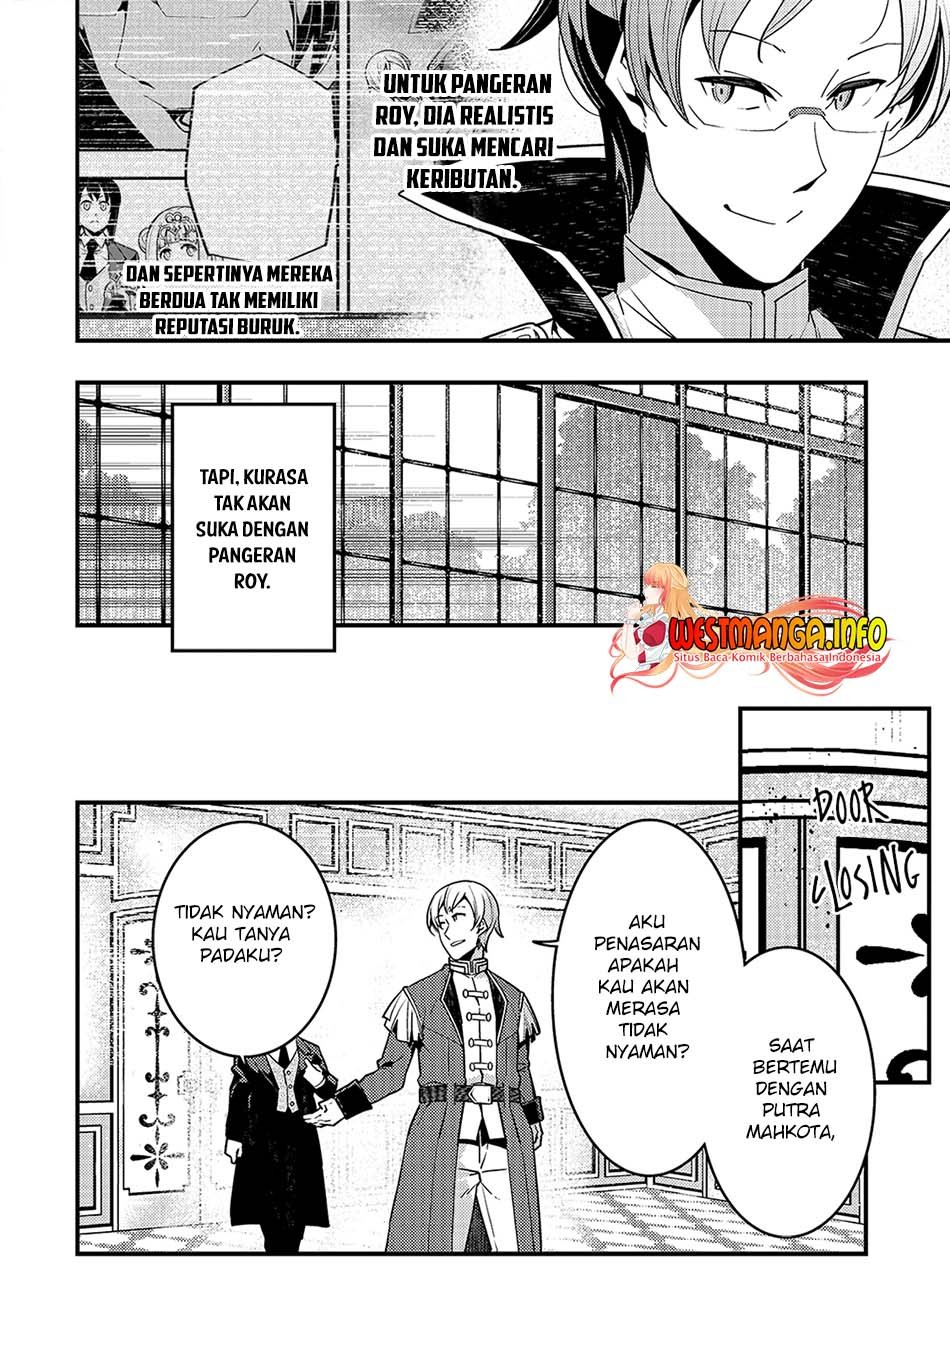 UNTUK PANGERAN
ROY, DIA REALISTIS
DAN SUKA MENCARI
KERIBUTAN.
DAN SEPERTINYA MEREKA
BERDUA TAK MEMILIKI
REPUTASI BURUK.
TAPI, KURASA
TAK AKAN
SUKA DENGAN
PANGERAN
ROY.
WESTMANGA.INFO
Situs Baca Komik Berbahasa Indonesia
DOOR
CLOSING
SAAT
BERTEMU
DENGAN
PUTRA
MAHKOTA,
AKU
PENASARAN
APAKAH
KAU AKAN
MERASA
TIDAK
NYAMAN?
TIDAK NYAMAN?
KAU TANYA
PADAKU?